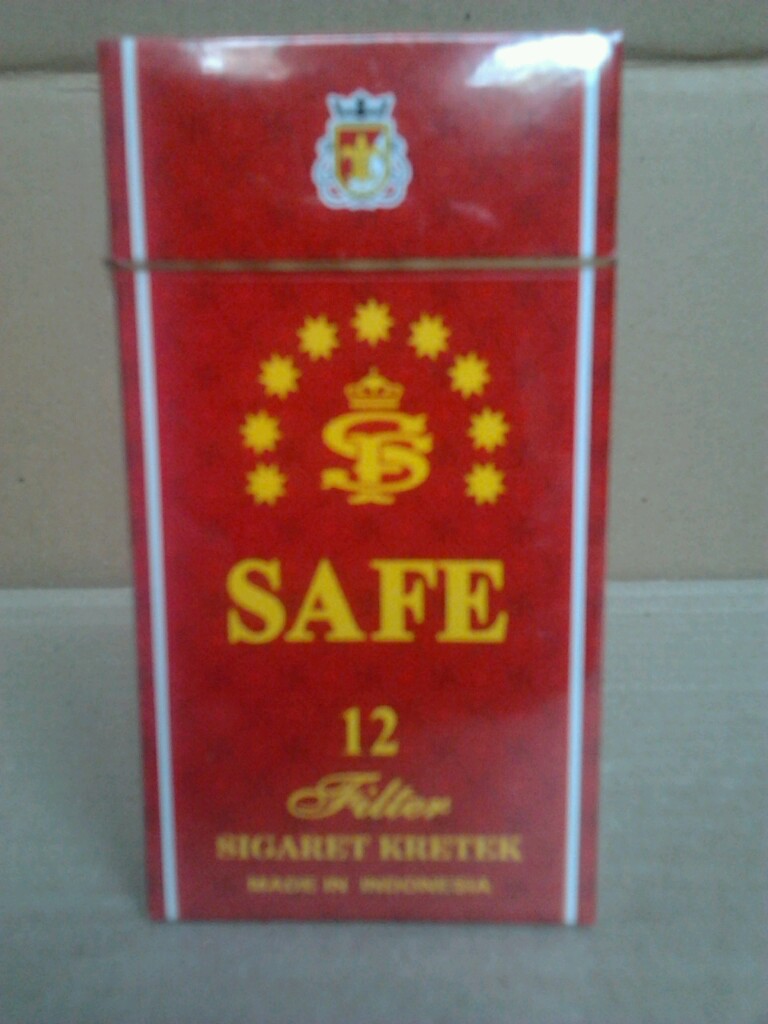 SAFE
12
Filter
SIGARET KRETEK
MADE IN INDONESIA